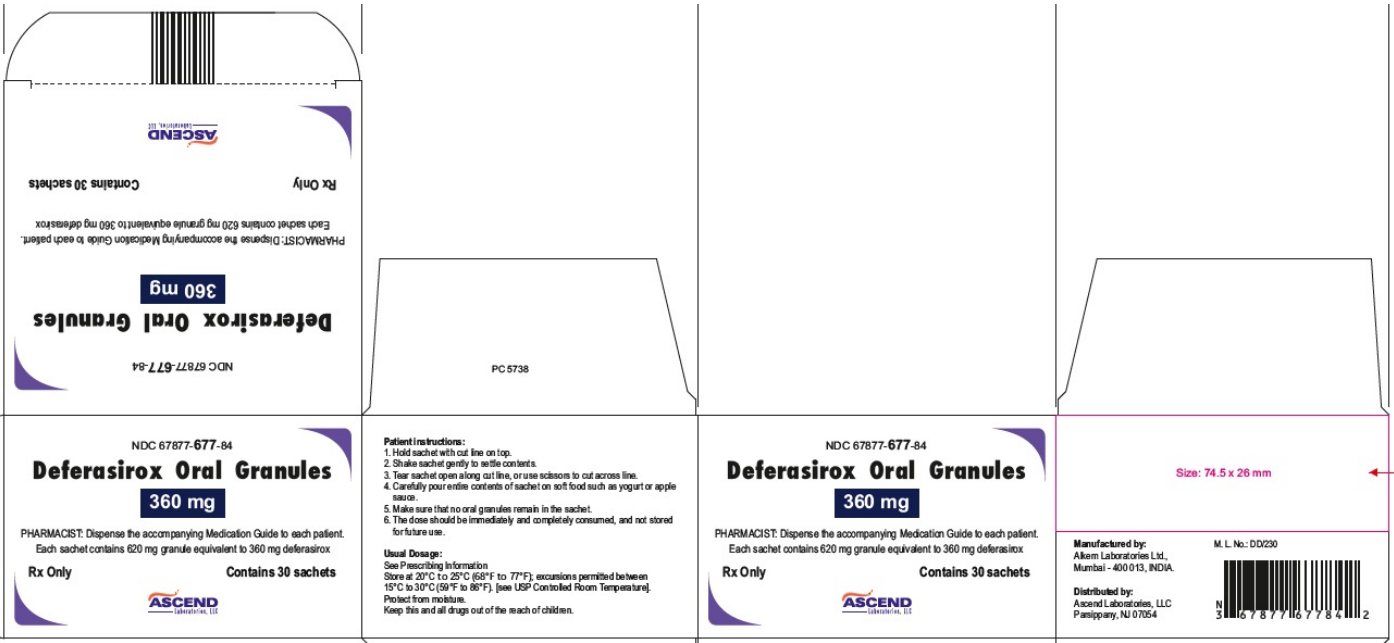 ASCEND
Laboratories, LLC
Rx Only
Contains 30 sachets
Each sachet contains 620 mg granule equivalent to 360 mg deferasirox
PHARMACIST: Dispense the accompanying Medication Guide to each patient.
360 mg
Deferasirox Oral Granules
NDC 67877-677-84
PC 5738
NDC 67877-677-84
Deferasirox Oral Granules
360 mg
PHARMACIST: Dispense the accompanying Medication Guide to each patient.
Each sachet contains 620 mg granule equivalent to 360 mg deferasirox
Rx Only
Contains 30 sachets
ASCEND
Laboratories, LLC
Patient instructions:
1. Hold sachet with cut line on top.
2. Shake sachet gently to settle contents.
3. Tear sachet open along cut line, or use scissors to cut across line.
4. Carefully pour entire contents of sachet on soft food such as yogurt or apple
sauce.
5. Make sure that no oral granules remain in the sachet.
6. The dose should be immediately and completely consumed, and not stored
for future use.
Usual Dosage:
See Prescribing Information
Store at 20°C to 25°C (68°F to 77°F); excursions permitted between
15°C to 30°C (59°F to 86°F). [see USP Controlled Room Temperature].
Protect from moisture.
Keep this and all drugs out of the reach of children.
NDC 67877-677-84
Deferasirox Oral Granules
360 mg
PHARMACIST: Dispense the accompanying Medication Guide to each patient.
Each sachet contains 620 mg granule equivalent to 360 mg deferasirox
Rx Only
Contains 30 sachets
ASCEND
Laboratories, LLC
Size: 74.5 x 26 mm
Manufactured by:
Alkem Laboratories Ltd.,
Mumbai - 400 013, INDIA.
Distributed by:
Ascend Laboratories, LLC
Parsippany, NJ 07054
M. L. No.: DD/230
N
3 67877 67784 2